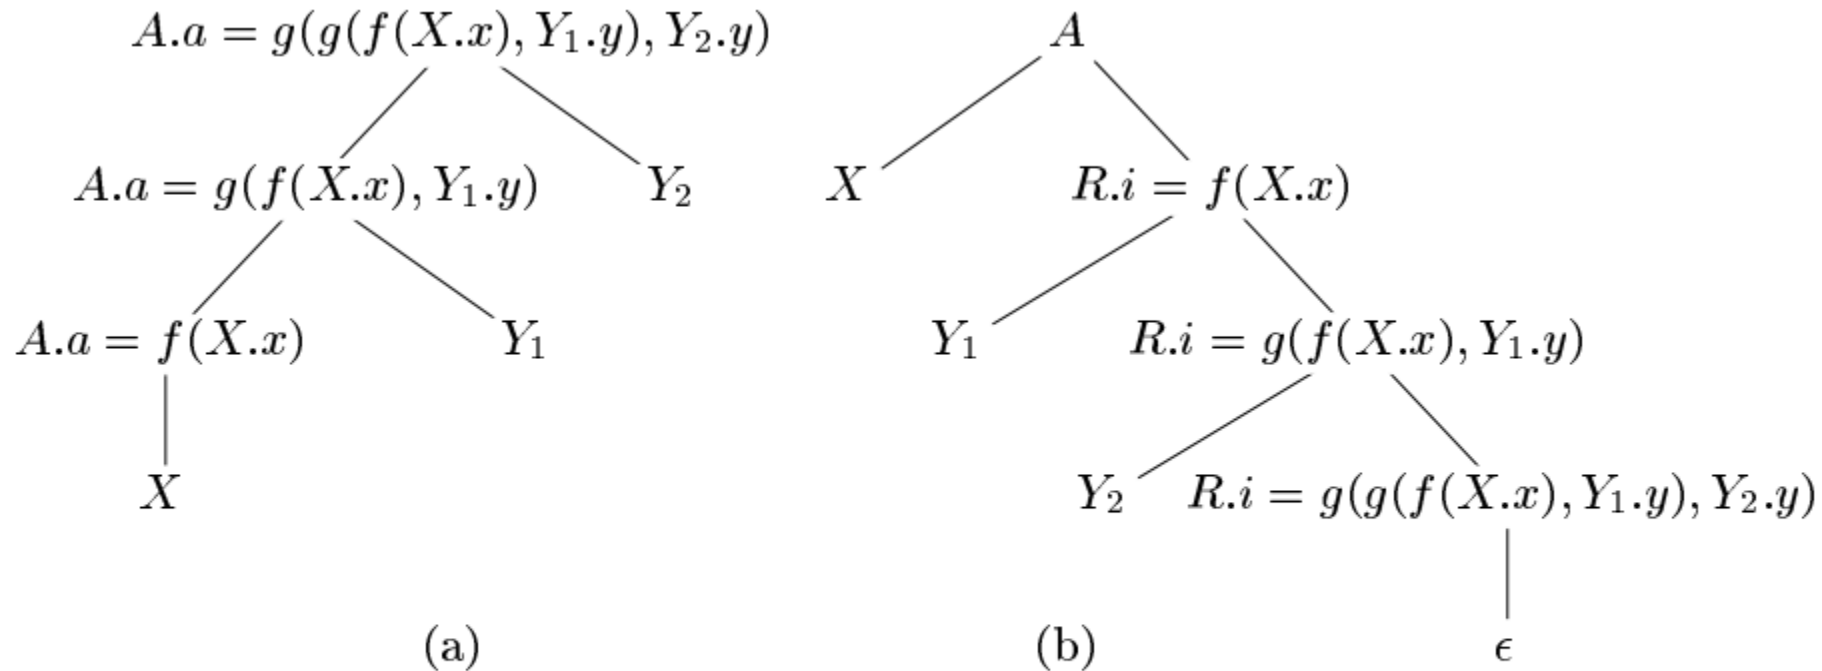 A.a = g(g(f(X.x), Y₁.y), Y₂.y)
A
A.a = g(f(X.x), Y₁.y)
Y₂
X
R.i = f(X.x)
A.a = f(X.x)
Y₁
Y₁
R.i = g(f(X.x), Y₁.y)
X
Y₂
R.i = g(g(f(X.x), Y₁.y), Y₂.y)
(a)
(b)
ϵ